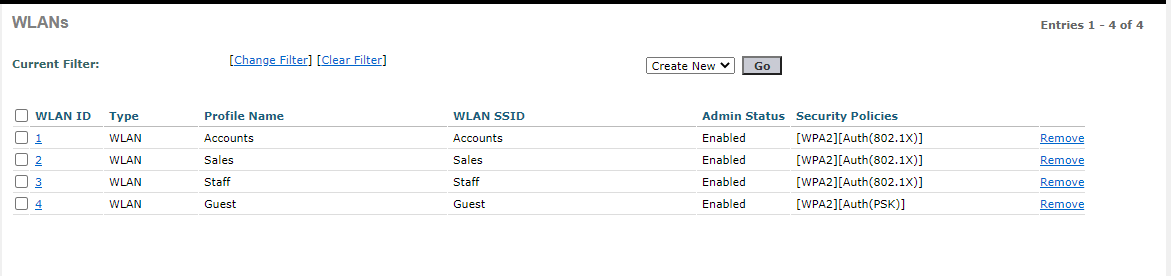 WLANs
Entries 1 - 4 of 4
Current Filter: [Change Filter] [Clear Filter] Create New Go
WLAN ID Type Profile Name WLAN SSID Admin Status Security Policies
1 WLAN Accounts Accounts Enabled [WPA2][Auth(802.1X)] Remove
2 WLAN Sales Sales Enabled [WPA2][Auth(802.1X)] Remove
3 WLAN Staff Staff Enabled [WPA2][Auth(802.1X)] Remove
4 WLAN Guest Guest Enabled [WPA2][Auth(PSK)] Remove